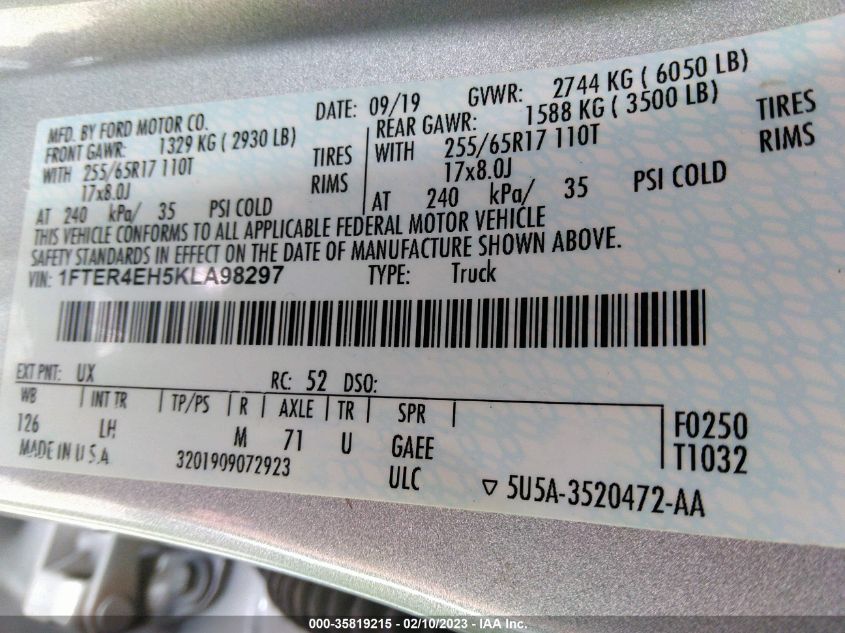 MFD. BY FORD MOTOR CO. DATE: 09/19 GVWR: 2744 KG ( 6050 LB)
FRONT GAWR: 1329 KG ( 2930 LB) REAR GAWR: 1588 KG ( 3500 LB)
WITH 255/65R17 110T TIRES WITH 255/65R17 110T TIRES
17x8.0J RIMS 17x8.0J RIMS
AT 240 kPa/ 35 PSI COLD AT 240 kPa/ 35 PSI COLD
THIS VEHICLE CONFORMS TO ALL APPLICABLE FEDERAL MOTOR VEHICLE
SAFETY STANDARDS IN EFFECT ON THE DATE OF MANUFACTURE SHOWN ABOVE.
VIN: 1FTER4EH5KLA98297 TYPE: Truck
EXT PNT: UX RC: 52 DSO:
WB INT TR TP/PS R AXLE TR SPR F0250
126 LH M 71 U GAEE T1032
MADE IN U.S.A. 3201909072923 ULC 5U5A-3520472-AA
000-35819215 - 02/10/2023 - IAA Inc.